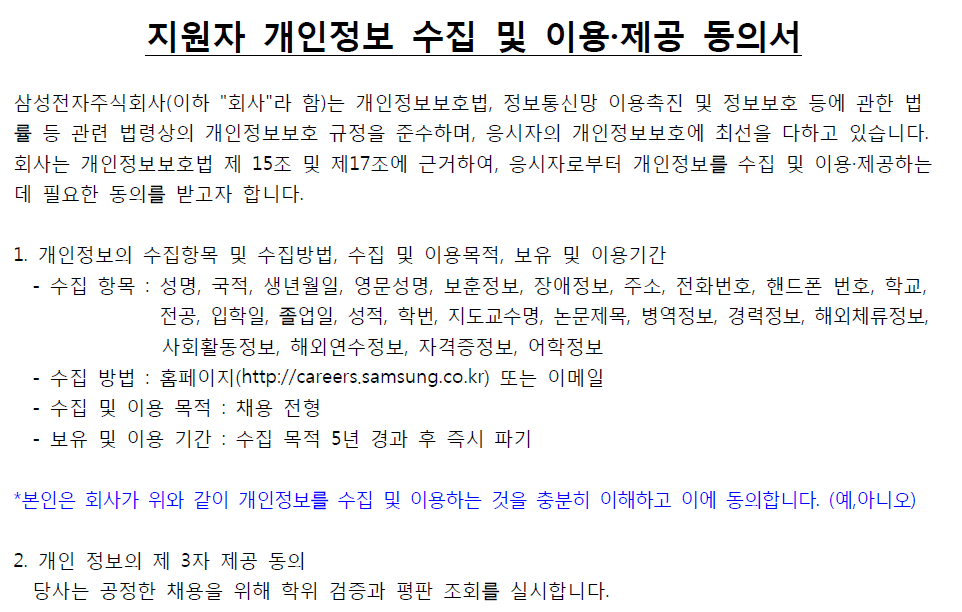 지원자 개인정보 수집 및 이용·제공 동의서
삼성전자주식회사(이하 "회사"라 함)는 개인정보보호법, 정보통신망 이용촉진 및 정보보호 등에 관한 법
률 등 관련 법령상의 개인정보보호 규정을 준수하며, 응시자의 개인정보보호에 최선을 다하고 있습니다.
회사는 개인정보보호법 제 15조 및 제17조에 근거하여, 응시자로부터 개인정보를 수집 및 이용·제공하는
데 필요한 동의를 받고자 합니다.
1. 개인정보의 수집항목 및 수집방법, 수집 및 이용목적, 보유 및 이용기간
- 수집 항목 : 성명, 국적, 생년월일, 영문성명, 보훈정보, 장애정보, 주소, 전화번호, 핸드폰 번호, 학교,
전공, 입학일, 졸업일, 성적, 학번, 지도교수명, 논문제목, 병역정보, 경력정보, 해외체류정보,
사회활동정보, 해외연수정보, 자격증정보, 어학정보
- 수집 방법 : 홈페이지(http://careers.samsung.co.kr) 또는 이메일
- 수집 및 이용 목적 : 채용 전형
- 보유 및 이용 기간 : 수집 목적 5년 경과 후 즉시 파기
*본인은 회사가 위와 같이 개인정보를 수집 및 이용하는 것을 충분히 이해하고 이에 동의합니다. (예,아니오)
2. 개인 정보의 제 3자 제공 동의
당사는 공정한 채용을 위해 학위 검증과 평판 조회를 실시합니다.